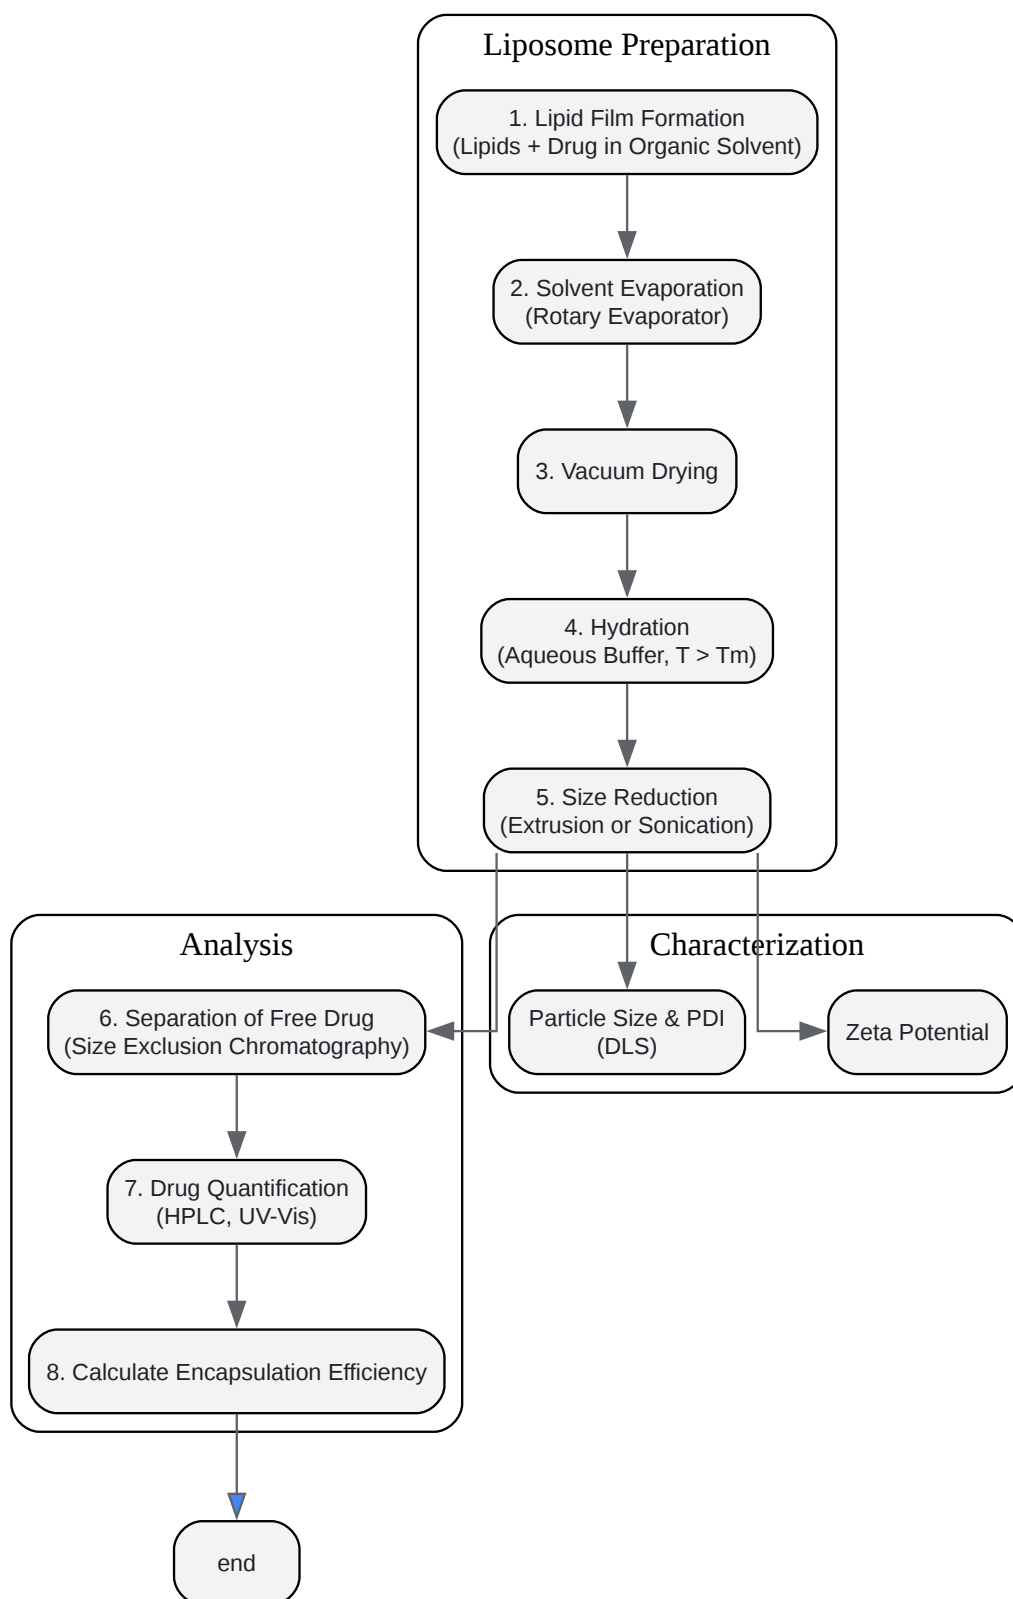 Liposome Preparation
1. Lipid Film Formation
(Lipids + Drug in Organic Solvent)
2. Solvent Evaporation
(Rotary Evaporator)
3. Vacuum Drying
4. Hydration
(Aqueous Buffer, T > Tm)
5. Size Reduction
(Extrusion or Sonication)
Analysis
6. Separation of Free Drug
(Size Exclusion Chromatography)
7. Drug Quantification
(HPLC, UV-Vis)
8. Calculate Encapsulation Efficiency
end
Characterization
Particle Size & PDI
(DLS)
Zeta Potential